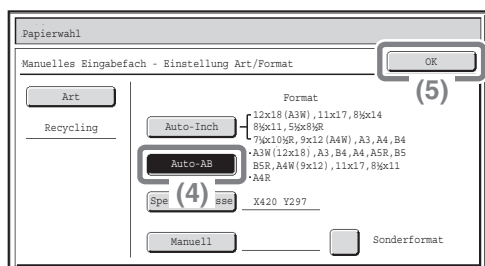 Papierwahl
Manuelles Eingabefach - Einstellung Art/Format
OK
(5)
Art
Recycling
Format
Auto-Inch
12x18(A3W),11x17,8½x14
8½x11,5½x8½R
7¼x10½R,9x12(A4W),A3,A4,B4
Auto-AB
(4)
·A3W(12x18),A3,B4,A4,A5R,B5
B5R,A4W(9x12),11x17,8½x11
·A4R
X420 Y297
Manuell
Sonderformat